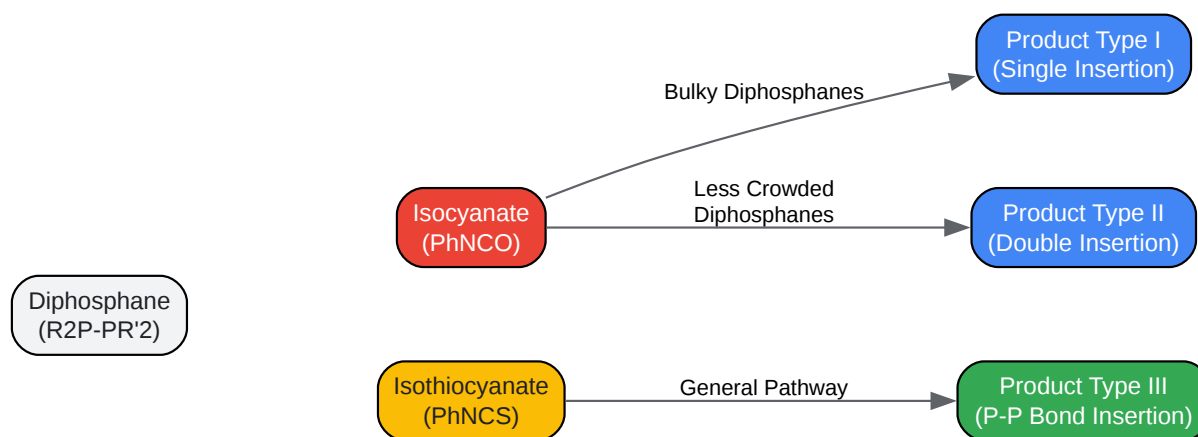 Product Type I
(Single Insertion)
Bulky Diphosphanes
Isocyanate
(PhNCO)
Less Crowded
Diphosphanes
Product Type II
(Double Insertion)
Diphosphane
(R2P-PR'2)
Isothiocyanate
(PhNCS)
General Pathway
Product Type III
(P-P Bond Insertion)